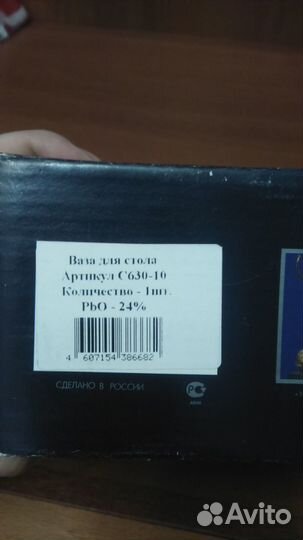 Ваза для стола
Артикул С630-10
Количество - 1шт.
PbO - 24%
4 607154 386682
СДЕЛАНО В РОССИИ
Avito